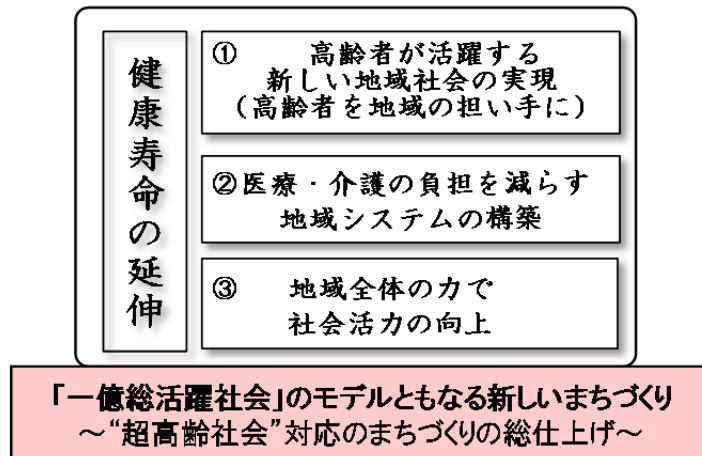 健康寿命の延伸
① 高齢者が活躍する
新しい地域社会の実現
(高齢者を地域の担い手に)
②医療・介護の負担を減らす
地域システムの構築
③ 地域全体の力で
社会活力の向上
「一億総活躍社会」のモデルともなる新しいまちづくり
～“超高齢社会”対応のまちづくりの総仕上げ～